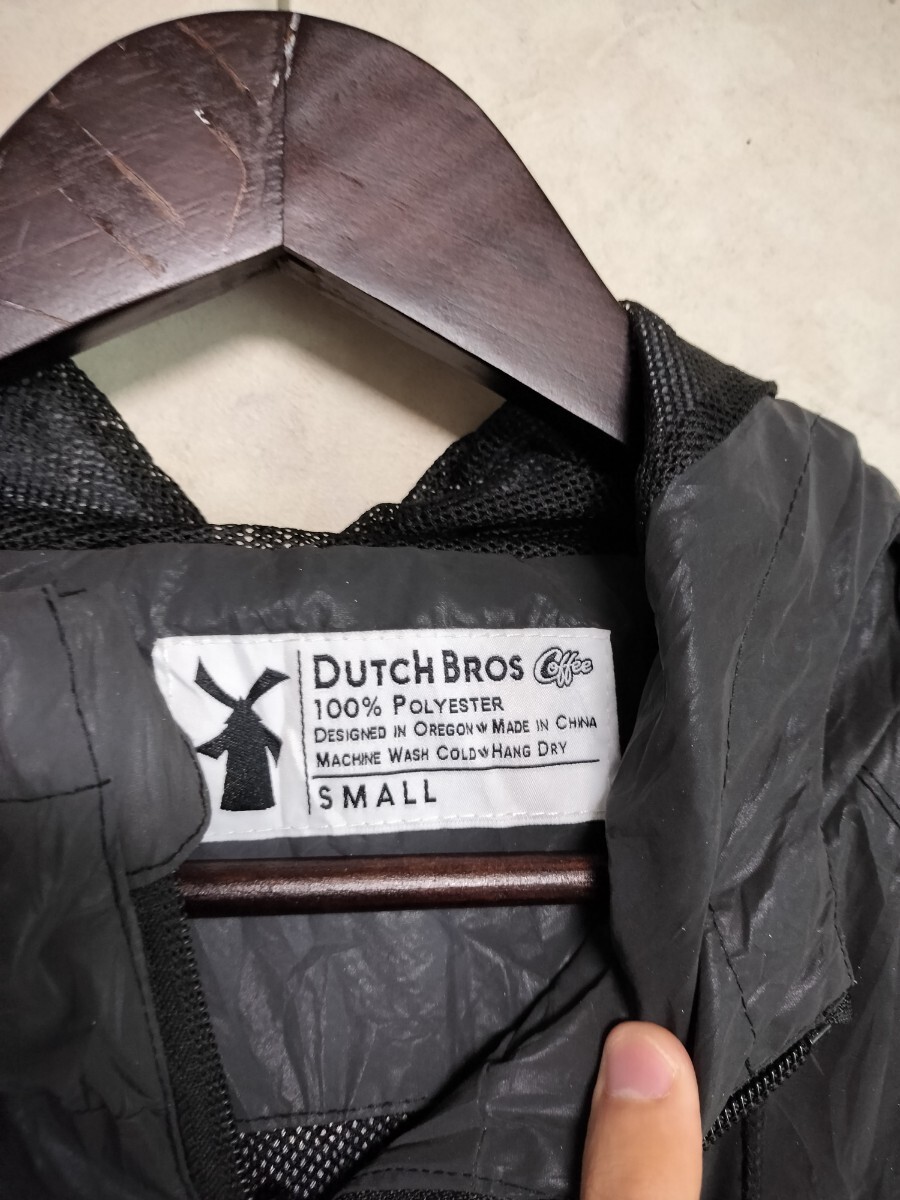 DUTCH BROS Coffee
100% POLYESTER
DESIGNED IN OREGON MADE IN CHINA
MACHINE WASH COLD HANG DRY
SMALL